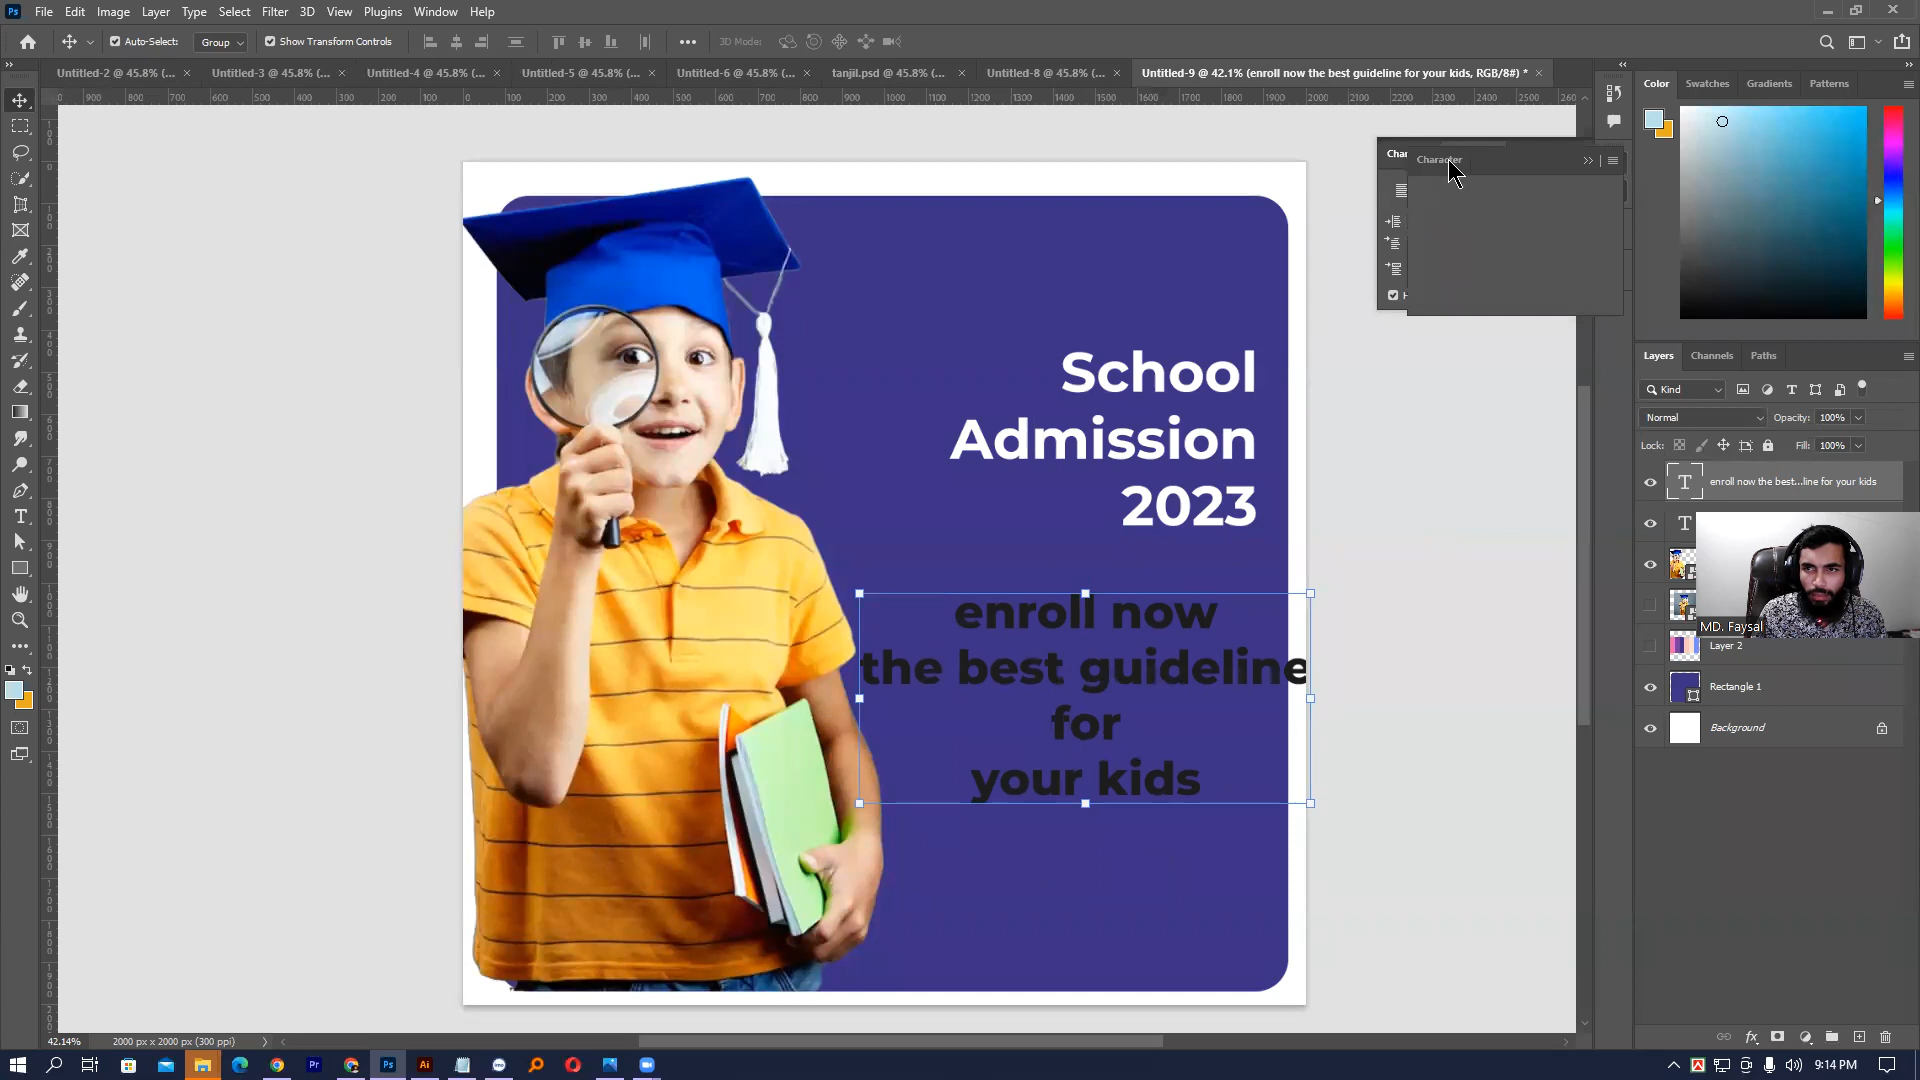 File Edit Image Layer Type Select Filter 3D View Plugins Window Help
Auto-Select: Group Show Transform Controls 3D Mode:
Untitled-2 @ 45.8% (... Untitled-3 @ 45.8% (... Untitled-4 @ 45.8% (... Untitled-5 @ 45.8% (... Untitled-6 @ 45.8% (... tanjil.psd @ 45.8% (... Untitled-8 @ 45.8% (... Untitled-9 @ 42.1% (enroll now the best guideline for your kids, RGB/8#) *
Color Swatches Gradients Patterns
Character
School
Admission
2023
enroll now
the best guideline
for
your kids
Layers Channels Paths
Kind
Normal Opacity: 100%
Lock: Fill: 100%
enroll now the best...line for your kids
MD. Faysal
Layer 2
Rectangle 1
Background
42.14% 2000 px x 2000 px (300 ppi)
9:14 PM